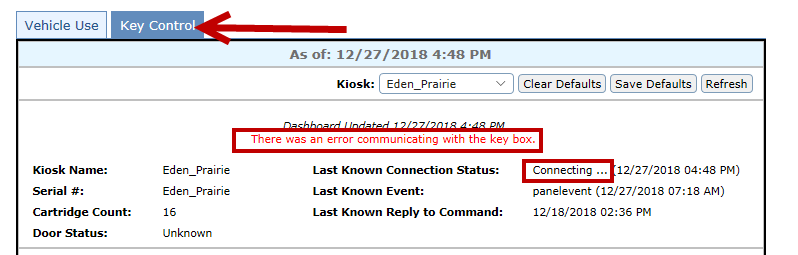 Vehicle Use Key Control
As of: 12/27/2018 4:48 PM
Kiosk: Eden_Prairie Clear Defaults Save Defaults Refresh
Dashboard Updated 12/27/2018 4:48 PM
There was an error communicating with the key box.
Kiosk Name: Eden_Prairie Last Known Connection Status: Connecting ... (12/27/2018 04:48 PM)
Serial #: Eden_Prairie Last Known Event: panelevent (12/27/2018 07:18 AM)
Cartridge Count: 16 Last Known Reply to Command: 12/18/2018 02:36 PM
Door Status: Unknown